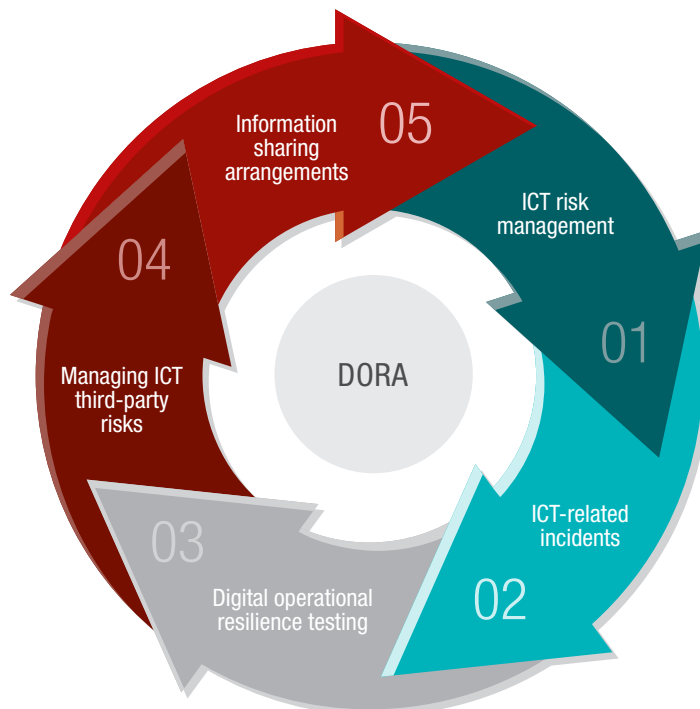 05
Information
sharing
arrangements
ICT risk
management
01
04
Managing ICT
third-party
risks
DORA
ICT-related
incidents
02
03
Digital operational
resilience testing